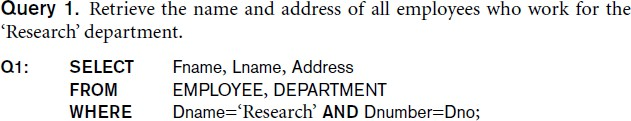 Query 1. Retrieve the name and address of all employees who work for the
‘Research’ department.
Q1: SELECT Fname, Lname, Address
FROM EMPLOYEE, DEPARTMENT
WHERE Dname=‘Research’ AND Dnumber=Dno;